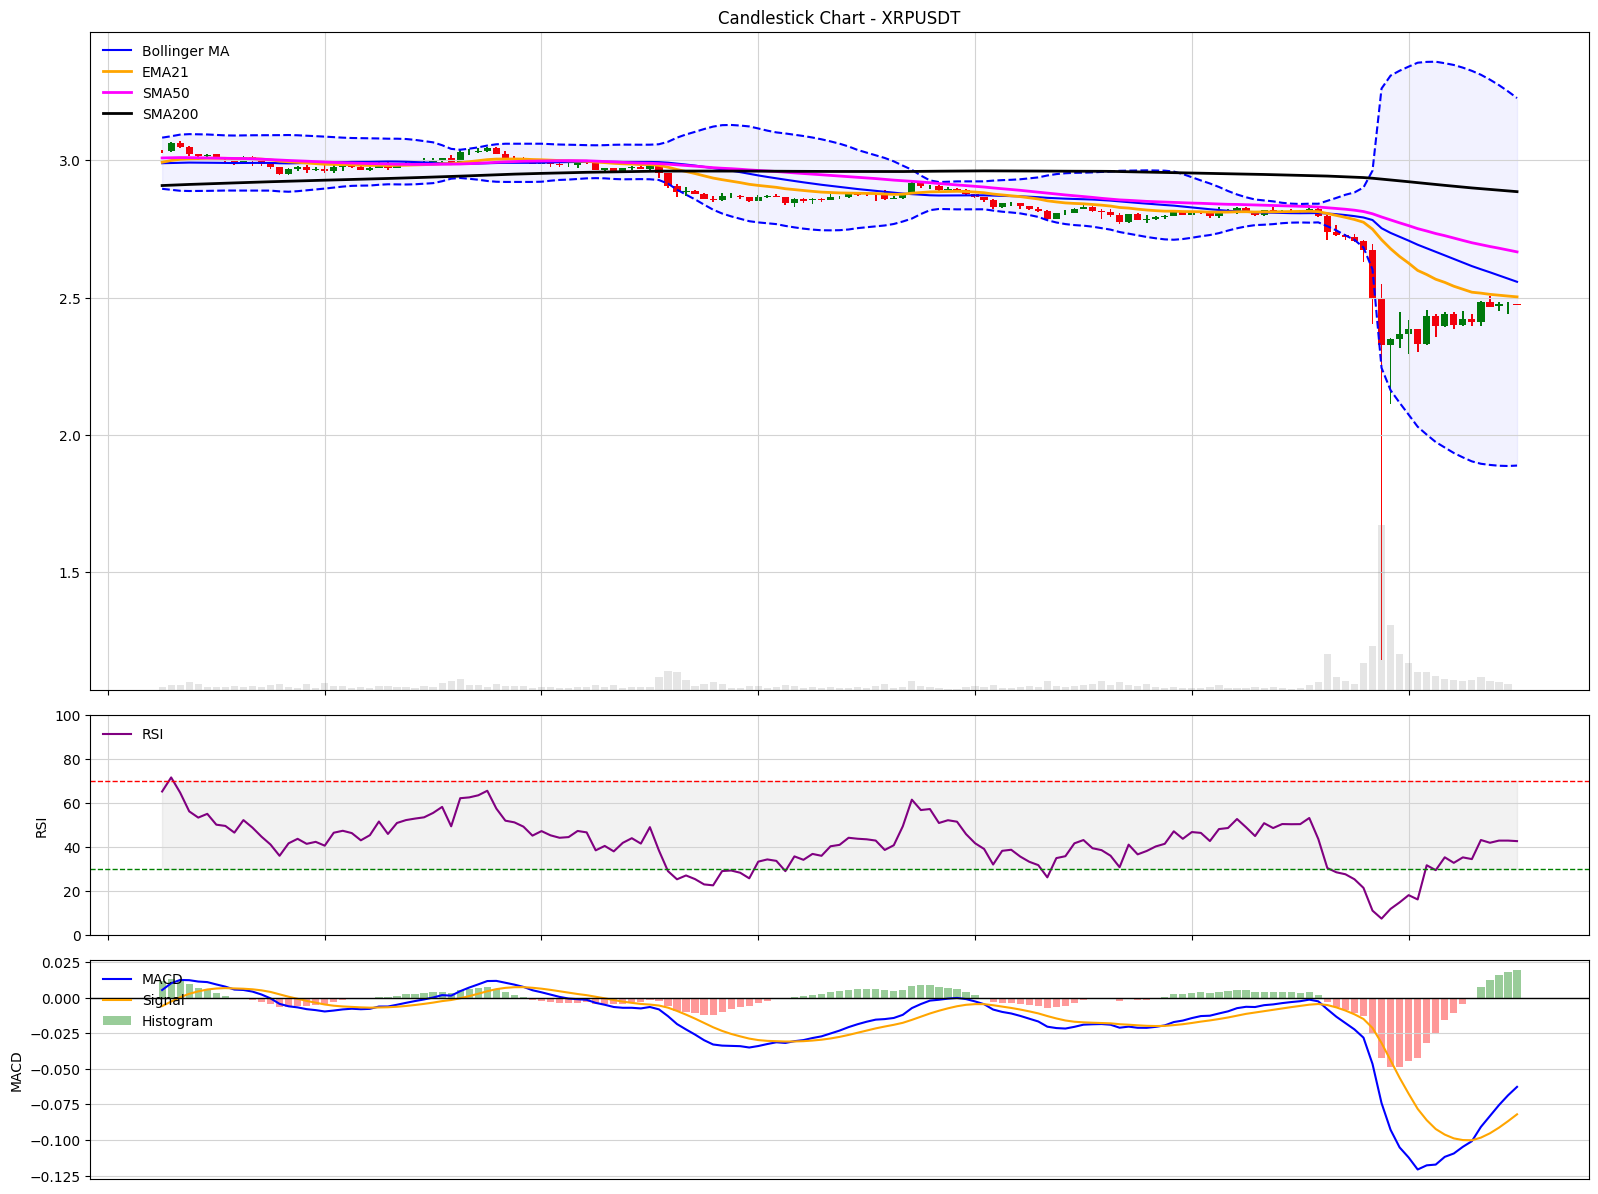 Candlestick Chart - XRPUSDT
Bollinger MA
EMA21
SMA50
SMA200
3.0
2.5
2.0
1.5
RSI
100
80
60
40
20
0
RSI
MACD
Signal
Histogram
0.025
0.000
−0.025
−0.050
−0.075
−0.100
−0.125
MACD